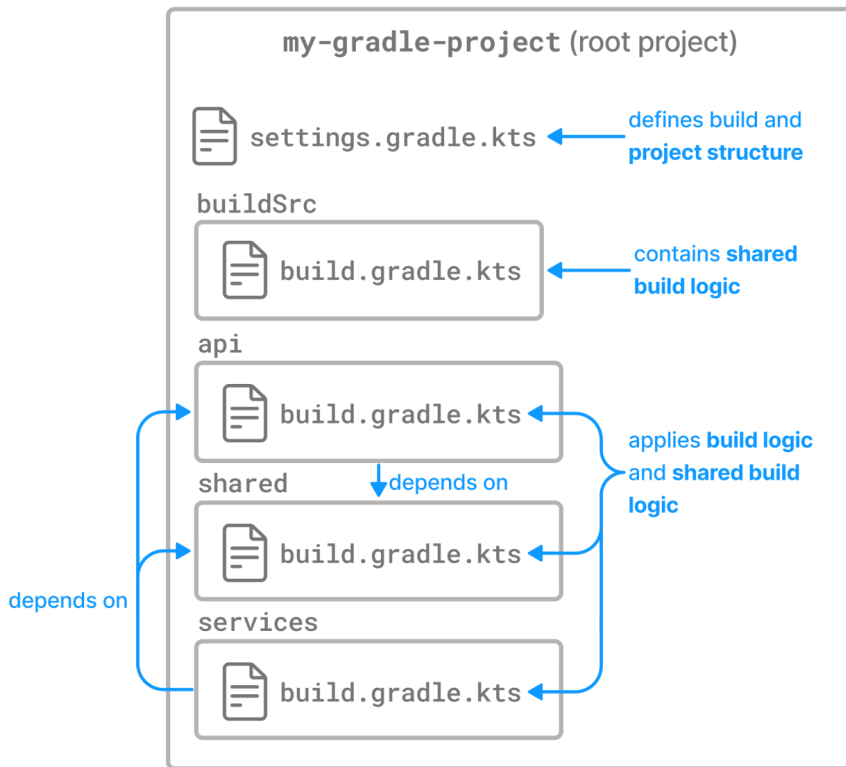 my-gradle-project (root project)
settings.gradle.kts
defines build and
project structure
buildSrc
build.gradle.kts
contains shared
build logic
api
build.gradle.kts
applies build logic
and shared build
logic
depends on
shared
build.gradle.kts
depends on
services
build.gradle.kts